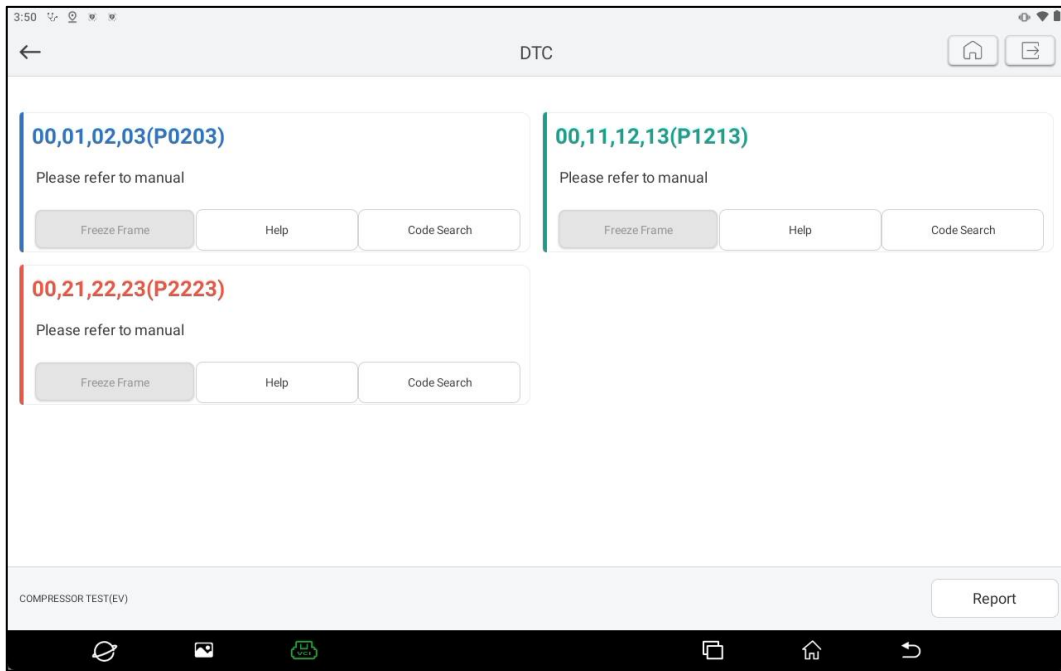 3:50
DTC
00,01,02,03(P0203)
Please refer to manual
Freeze Frame Help Code Search
00,11,12,13(P1213)
Please refer to manual
Freeze Frame Help Code Search
00,21,22,23(P2223)
Please refer to manual
Freeze Frame Help Code Search
COMPRESSOR TEST(EV)
Report
VCI